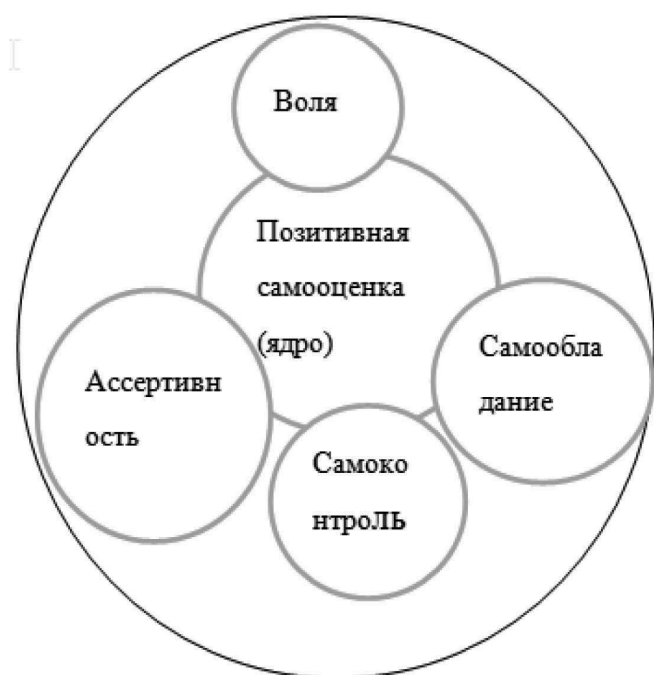 Воля
Позитивная
самооценка
(ядро)
Самообла
дание
Ассертивн
ость
Самоко
нтроЛЬ